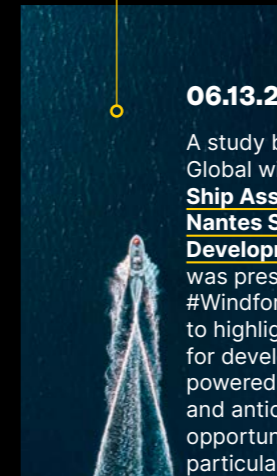 06.13.2
A study b
Global w
Ship Ass
Nantes S
Developm
was pres
#Windfor
to highlig
for devel
powered
and antic
opportun
particula